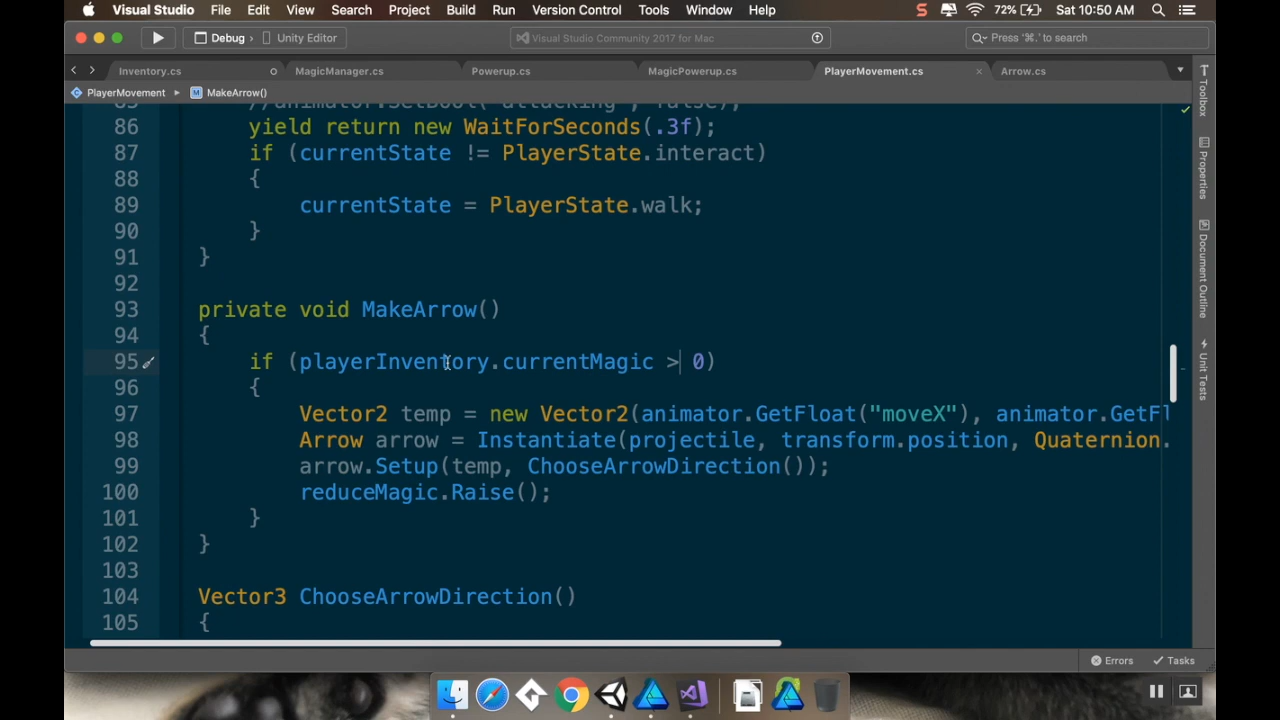 Visual Studio File Edit View Search Project Build Run Version Control Tools Window Help S 72% Sat 10:50 AM
Debug Unity Editor Visual Studio Community 2017 for Mac Press '⌘.' to search
Inventory.cs MagicManager.cs Powerup.cs MagicPowerup.cs PlayerMovement.cs × Arrow.cs Toolbox
C PlayerMovement M MakeArrow()
85 //animator.SetBool("attacking", false);
86 yield return new WaitForSeconds(.3f);
87 if (currentState != PlayerState.interact)
88 {
89 currentState = PlayerState.walk;
90 }
91 }
92
93 private void MakeArrow()
94 {
95 if (playerInventory.currentMagic > 0)
96 {
97 Vector2 temp = new Vector2(animator.GetFloat("moveX"), animator.GetFl
98 Arrow arrow = Instantiate(projectile, transform.position, Quaternion.
99 arrow.Setup(temp, ChooseArrowDirection());
100 reduceMagic.Raise();
101 }
102 }
103
104 Vector3 ChooseArrowDirection()
105 {
Properties
Document Outline
Unit Tests
Errors Tasks